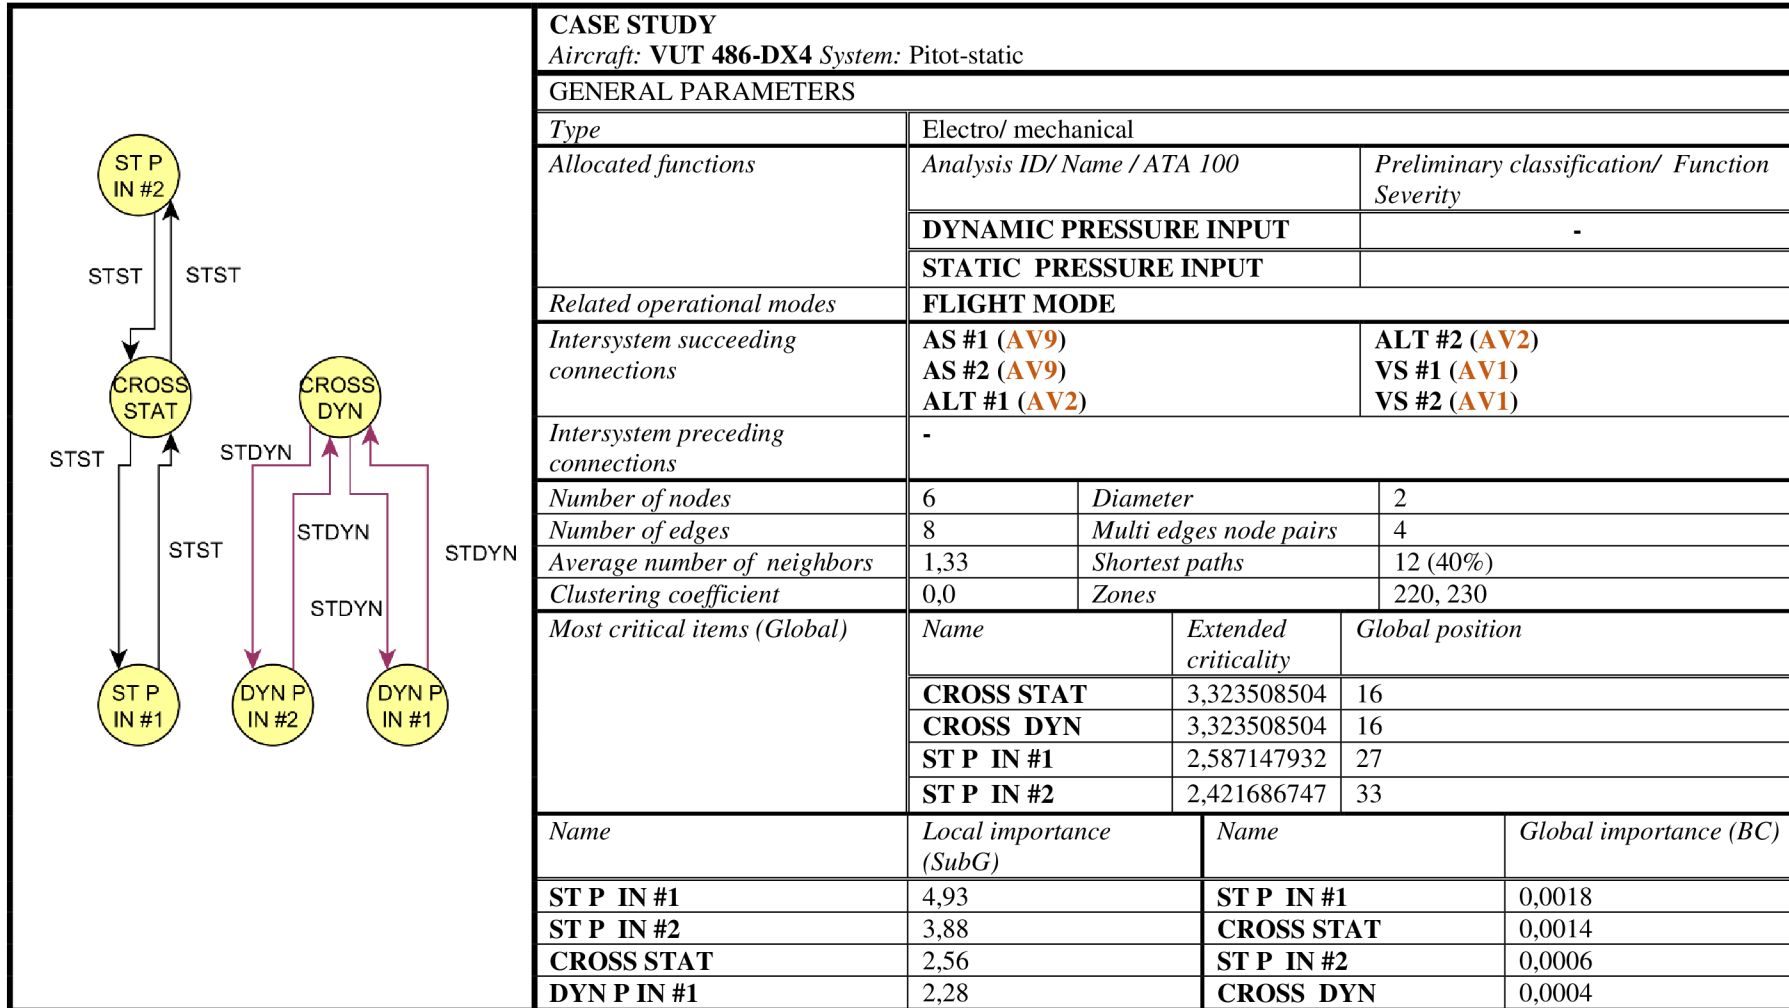 ST P
IN #2
STST
STST
CROSS
STAT
CROSS
DYN
STST
STDYN
STDYN
STST
STDYN
STDYN
ST P
IN #1
DYN P
IN #2
DYN P
IN #1
CASE STUDY
Aircraft: VUT 486-DX4 System: Pitot-static
GENERAL PARAMETERS
Type Electro/ mechanical
Allocated functions Analysis ID/ Name / ATA 100 Preliminary classification/ Function
Severity
DYNAMIC PRESSURE INPUT -
STATIC PRESSURE INPUT
Related operational modes FLIGHT MODE
Intersystem succeeding AS #1 (AV9) ALT #2 (AV2)
connections AS #2 (AV9) VS #1 (AV1)
ALT #1 (AV2) VS #2 (AV1)
Intersystem preceding -
connections
Number of nodes 6 Diameter 2
Number of edges 8 Multi edges node pairs 4
Average number of neighbors 1,33 Shortest paths 12 (40%)
Clustering coefficient 0,0 Zones 220, 230
Most critical items (Global) Name Extended Global position
criticality
CROSS STAT 3,323508504 16
CROSS DYN 3,323508504 16
ST P IN #1 2,587147932 27
ST P IN #2 2,421686747 33
Name Local importance Name Global importance (BC)
(SubG)
ST P IN #1 4,93 ST P IN #1 0,0018
ST P IN #2 3,88 CROSS STAT 0,0014
CROSS STAT 2,56 ST P IN #2 0,0006
DYN P IN #1 2,28 CROSS DYN 0,0004